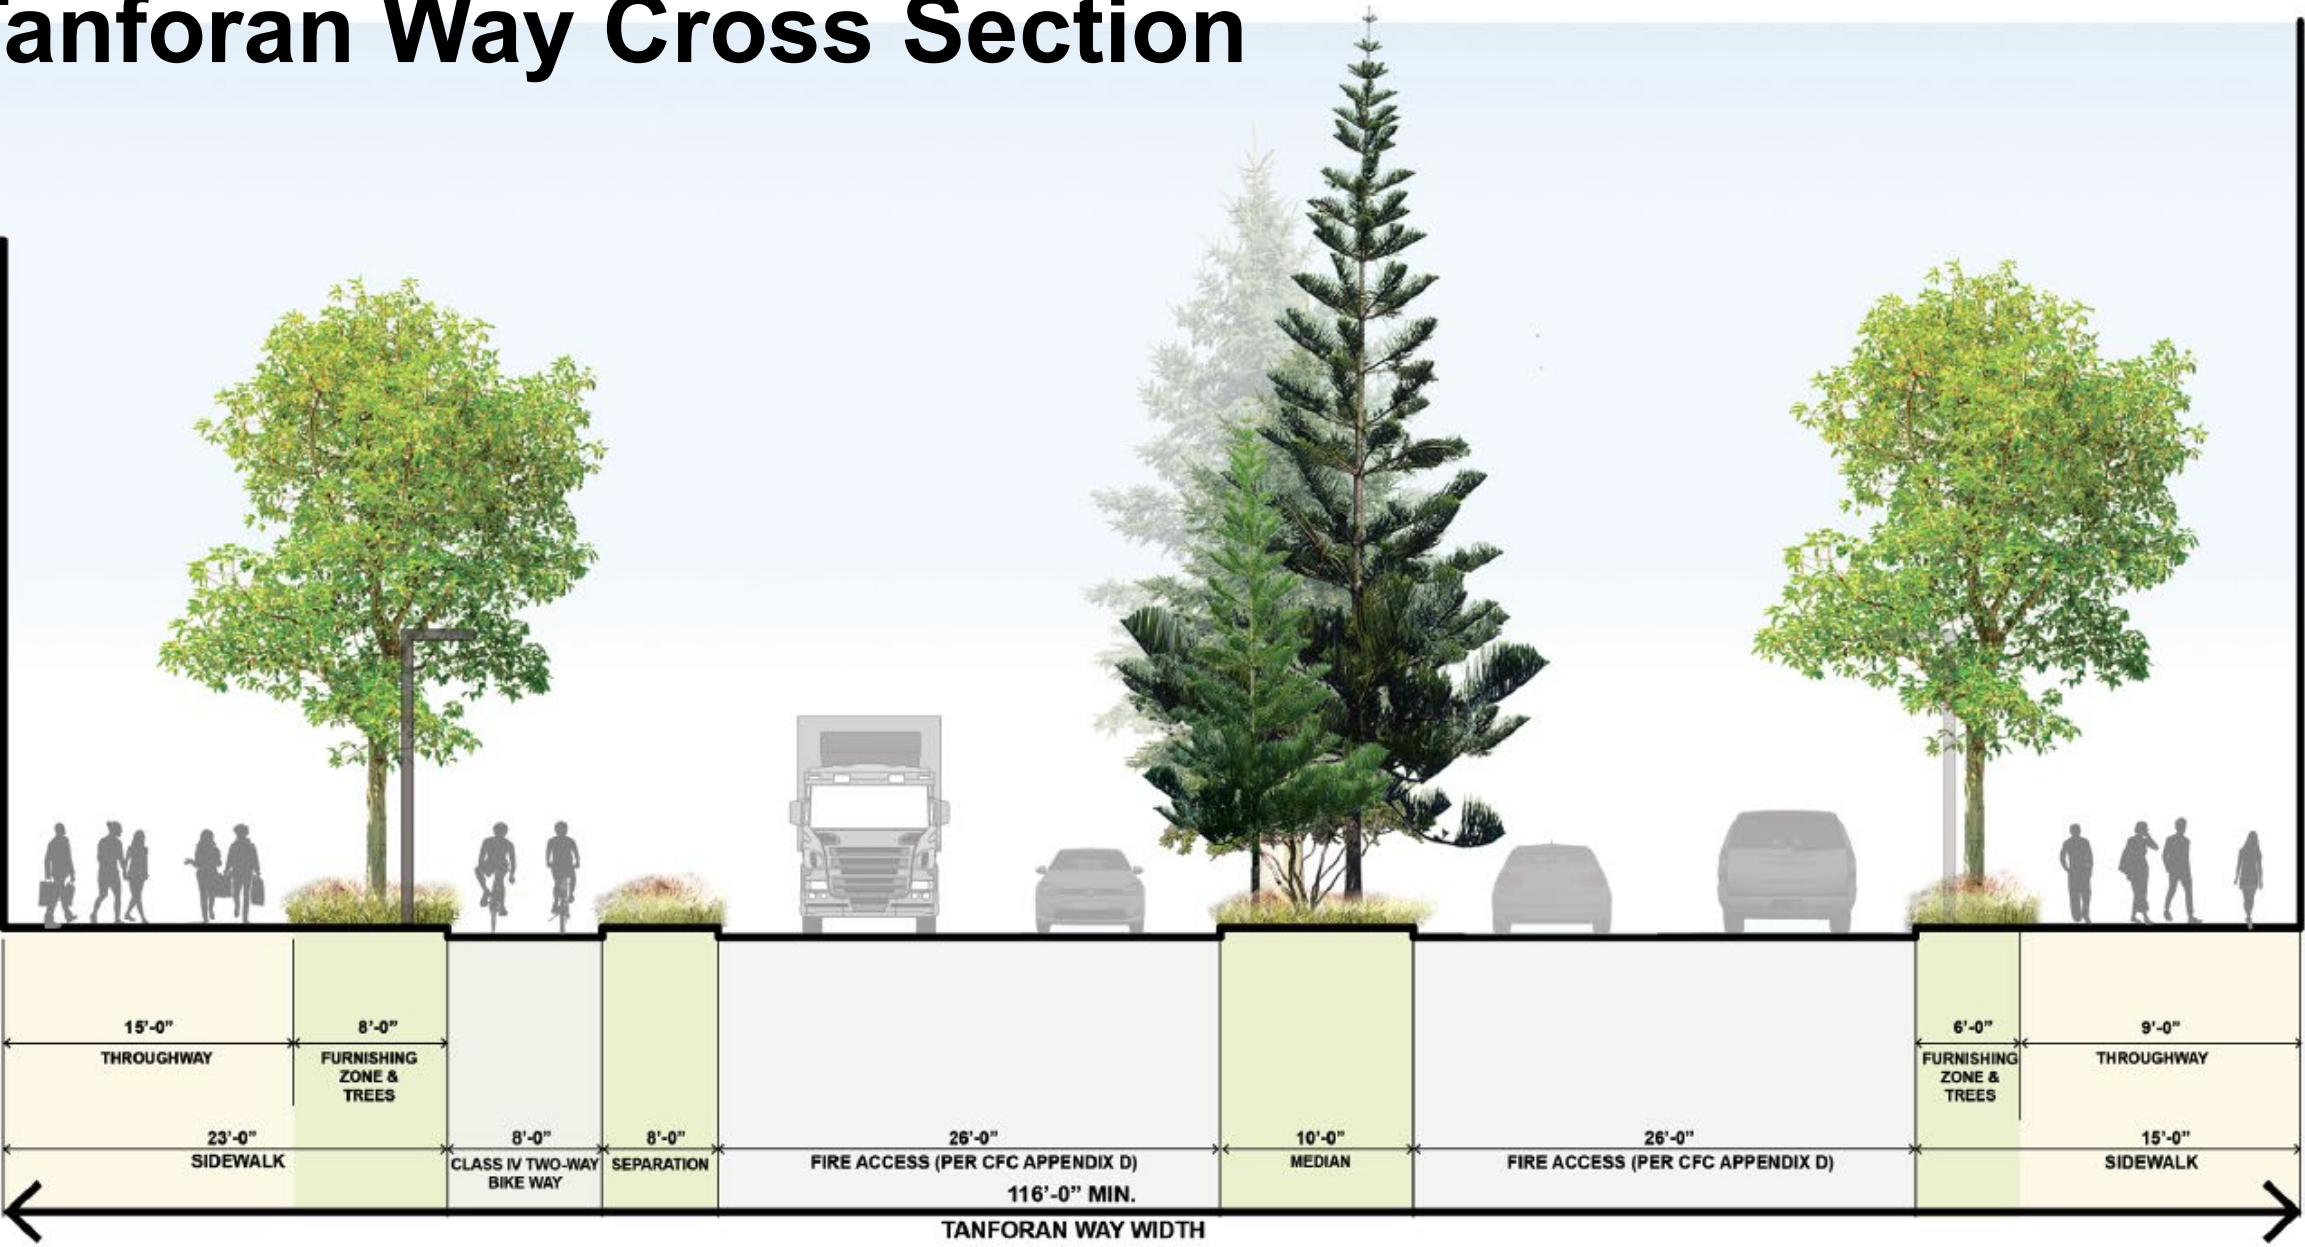 Tanforan Way Cross Section
15’-0”
THROUGHWAY
8’-0”
FURNISHING
ZONE &
TREES
6’-0”
FURNISHING
ZONE &
TREES
9’-0”
THROUGHWAY
23’-0”
SIDEWALK
8’-0”
CLASS IV TWO-WAY
BIKE WAY
8’-0”
SEPARATION
26’-0”
FIRE ACCESS (PER CFC APPENDIX D)
10’-0”
MEDIAN
26’-0”
FIRE ACCESS (PER CFC APPENDIX D)
15’-0”
SIDEWALK
116’-0” MIN.
TANFORAN WAY WIDTH